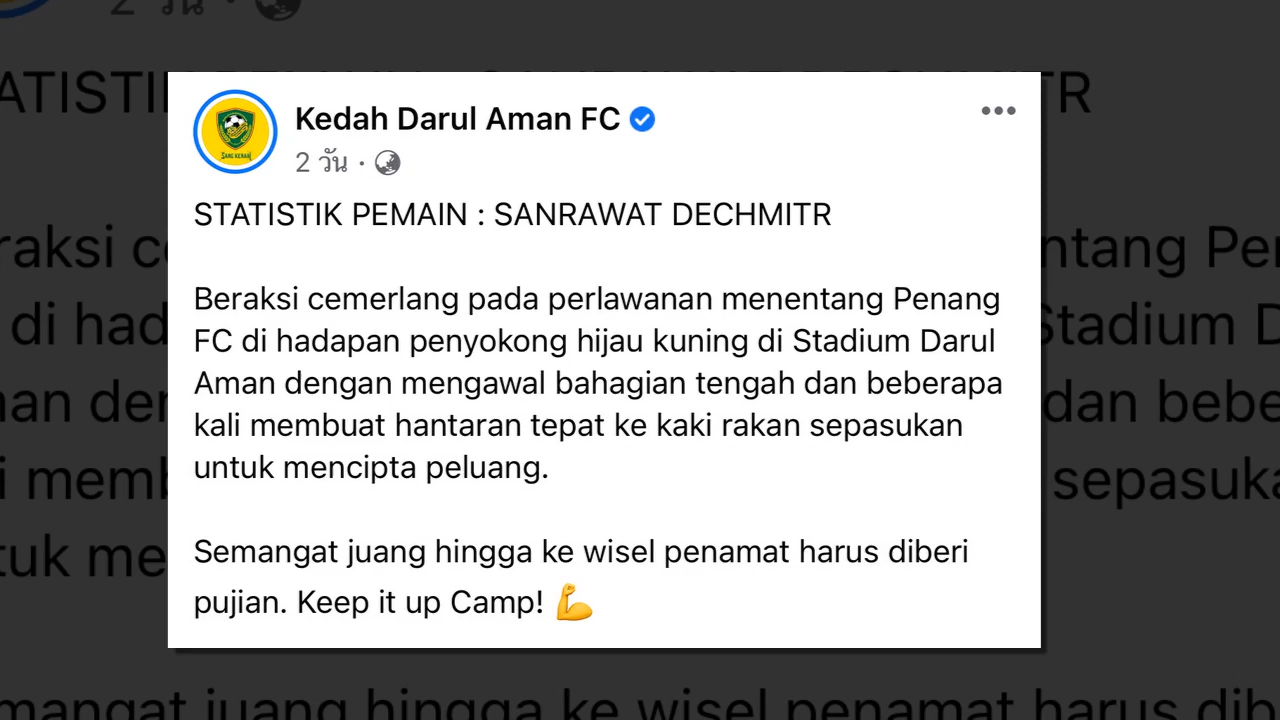 Kedah Darul Aman FC
2 วัน ·
STATISTIK PEMAIN : SANRAWAT DECHMITR
Beraksi cemerlang pada perlawanan menentang Penang
FC di hadapan penyokong hijau kuning di Stadium Darul
Aman dengan mengawal bahagian tengah dan beberapa
kali membuat hantaran tepat ke kaki rakan sepasukan
untuk mencipta peluang.
Semangat juang hingga ke wisel penamat harus diberi
pujian. Keep it up Camp! 💪